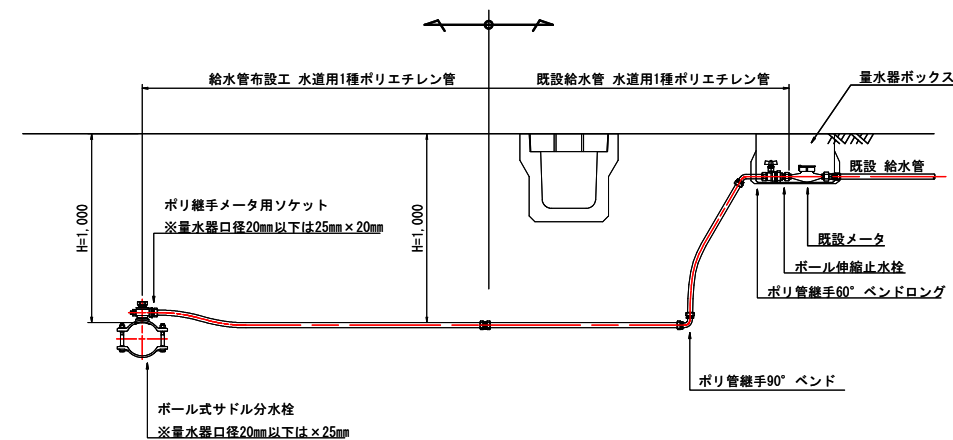 給水管布設工 水道用1種ポリエチレン管
既設給水管 水道用1種ポリエチレン管
量水器ボックス
既設 給水管
ポリ継手メータ用ソケット
※量水器口径20mm以下は25mm×20mm
H=1,000
H=1,000
既設メータ
ボール伸縮止水栓
ポリ管継手60°ベンドロング
ポリ管継手90°ベンド
ボール式サドル分水栓
※量水器口径20mm以下は×25mm